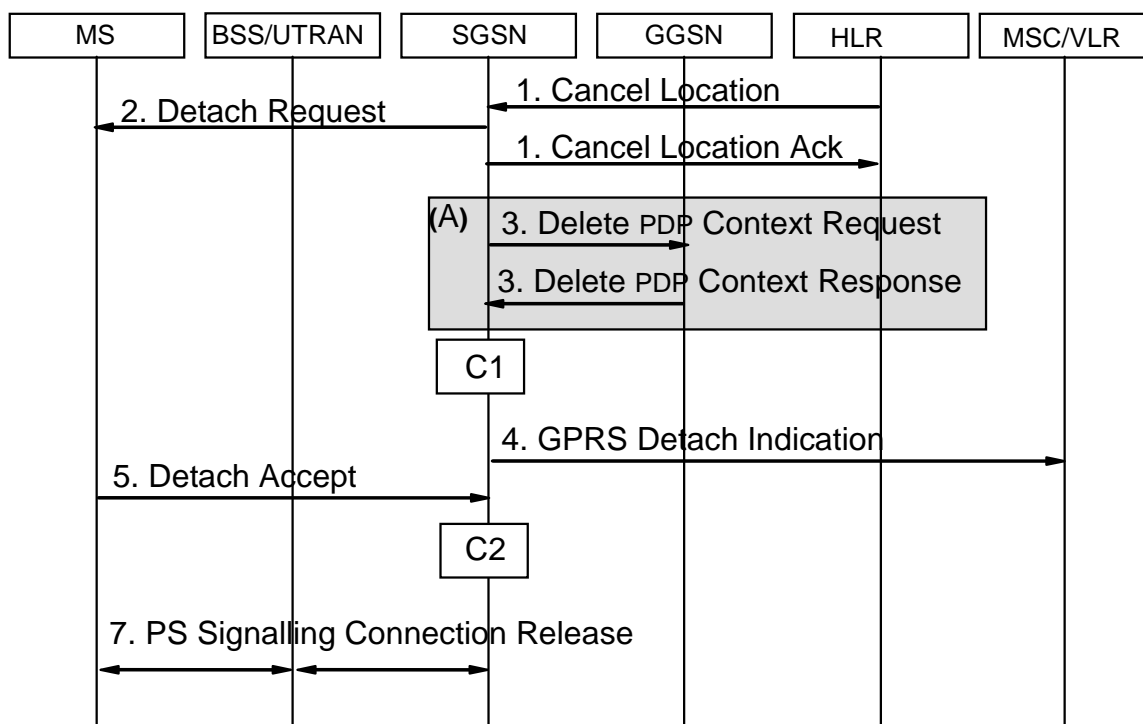 MS
BSS/UTRAN
SGSN
GGSN
HLR
MSC/VLR
1. Cancel Location
2. Detach Request
1. Cancel Location Ack
(A)
3. Delete PDP Context Request
3. Delete PDP Context Response
C1
4. GPRS Detach Indication
5. Detach Accept
C2
7. PS Signalling Connection Release